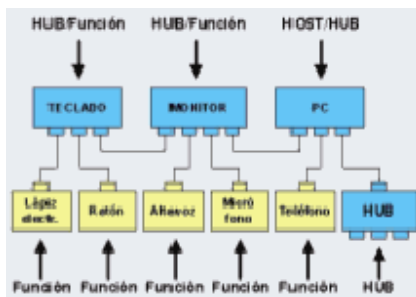 HUB/Función HUB/Función HOST/HUB
TECLADO MONITOR PC
Lápiz electr. Ratón Altavoz Micró fono Teléfono HUB
Función Función Función Función Función HUB